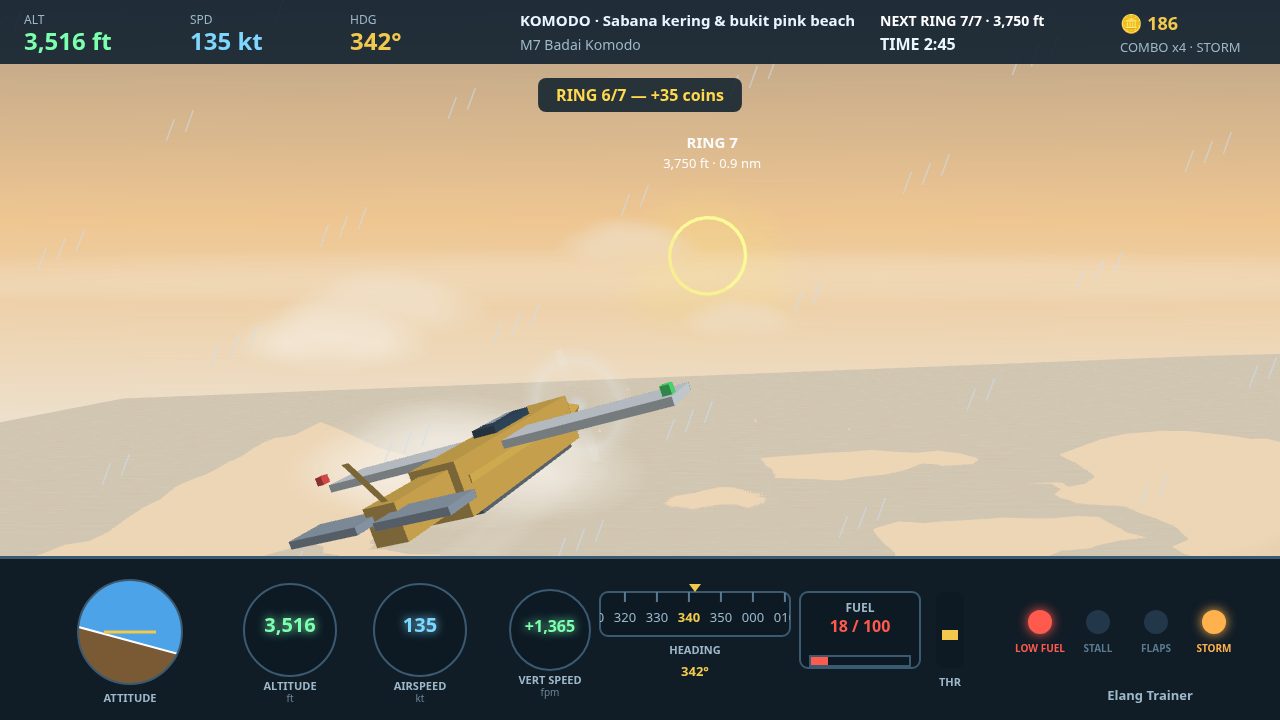 ALT
3,516 ft
SPD
135 kt
HDG
342°
KOMODO · Sabana kering & bukit pink beach
M7 Badai Komodo
NEXT RING 7/7 · 3,750 ft
TIME 2:45
186
COMBO x4 · STORM
RING 6/7 — +35 coins
RING 7
3,750 ft · 0.9 nm
ATTITUDE
3,516
ALTITUDE
ft
135
AIRSPEED
kt
+1,365
VERT SPEED
fpm
320 330 340 350 000
HEADING
342°
FUEL
18 / 100
THR
LOW FUEL
STALL
FLAPS
STORM
Elang Trainer